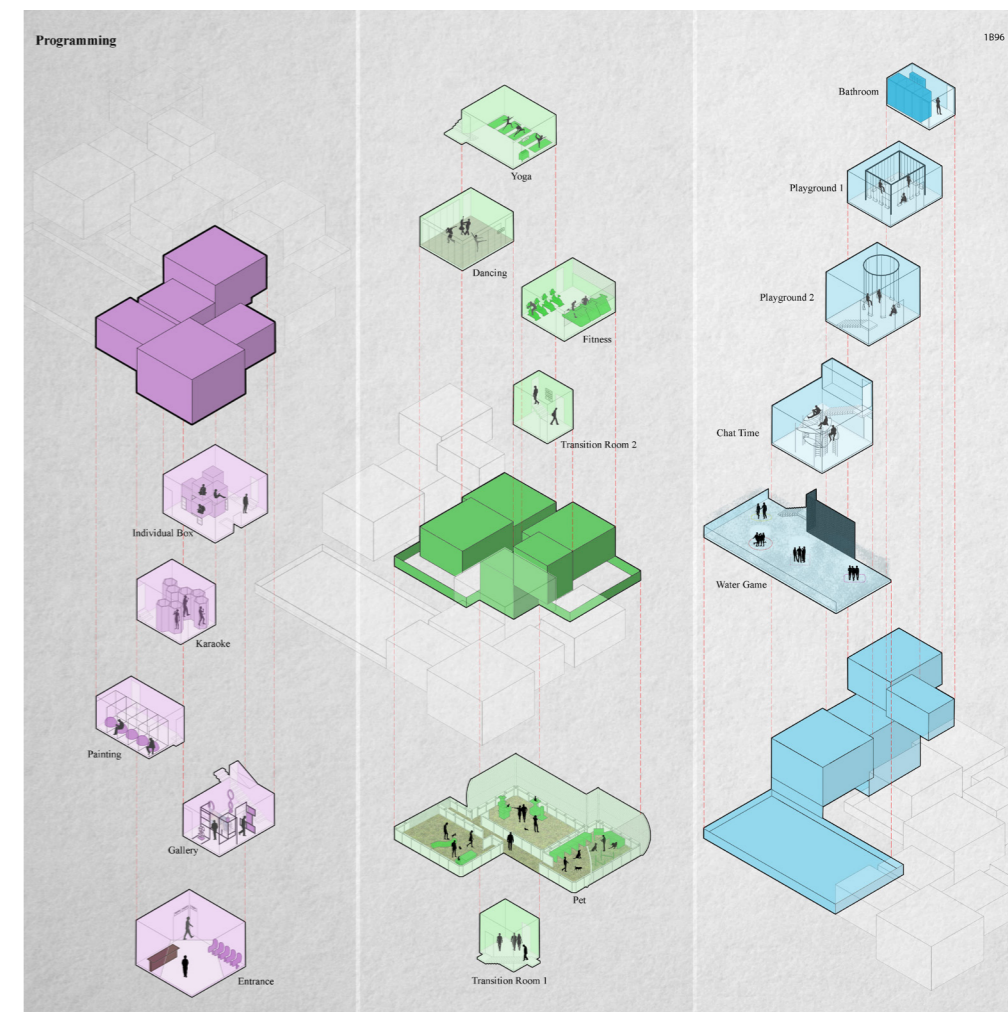 Programming
1B96
Individual Box
Karaoke
Painting
Gallery
Entrance
Yoga
Dancing
Fitness
Transition Room 2
Pet
Transition Room 1
Bathroom
Playground 1
Playground 2
Chat Time
Water Game